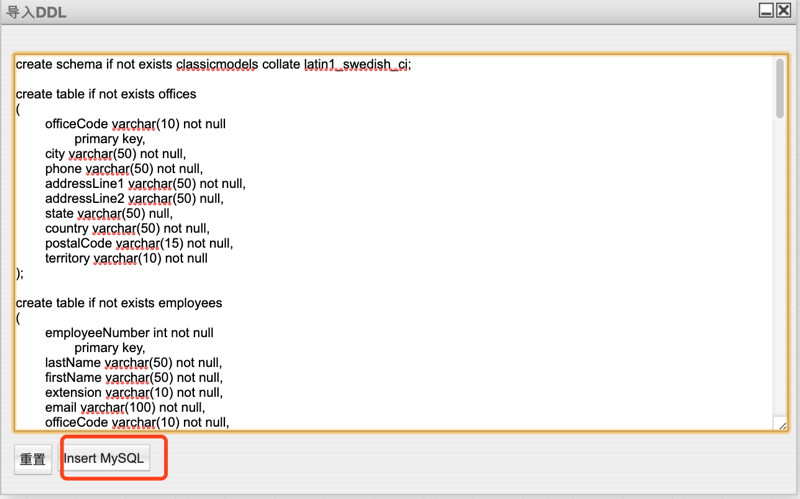 导入DDL
create schema if not exists classicmodels collate latin1_swedish_ci;
create table if not exists offices
(
officeCode varchar(10) not null
primary key,
city varchar(50) not null,
phone varchar(50) not null,
addressLine1 varchar(50) not null,
addressLine2 varchar(50) null,
state varchar(50) null,
country varchar(50) not null,
postalCode varchar(15) not null,
territory varchar(10) not null
);
create table if not exists employees
(
employeeNumber int not null
primary key,
lastName varchar(50) not null,
firstName varchar(50) not null,
extension varchar(10) not null,
email varchar(100) not null,
officeCode varchar(10) not null,
重置 Insert MySQL